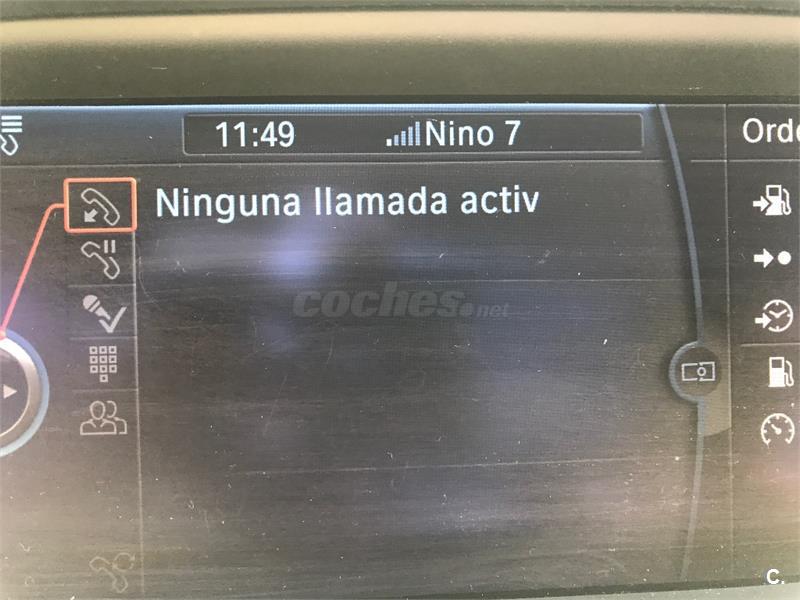 11:49 Nino 7
Orde
Ninguna llamada activ
coches.net
C.